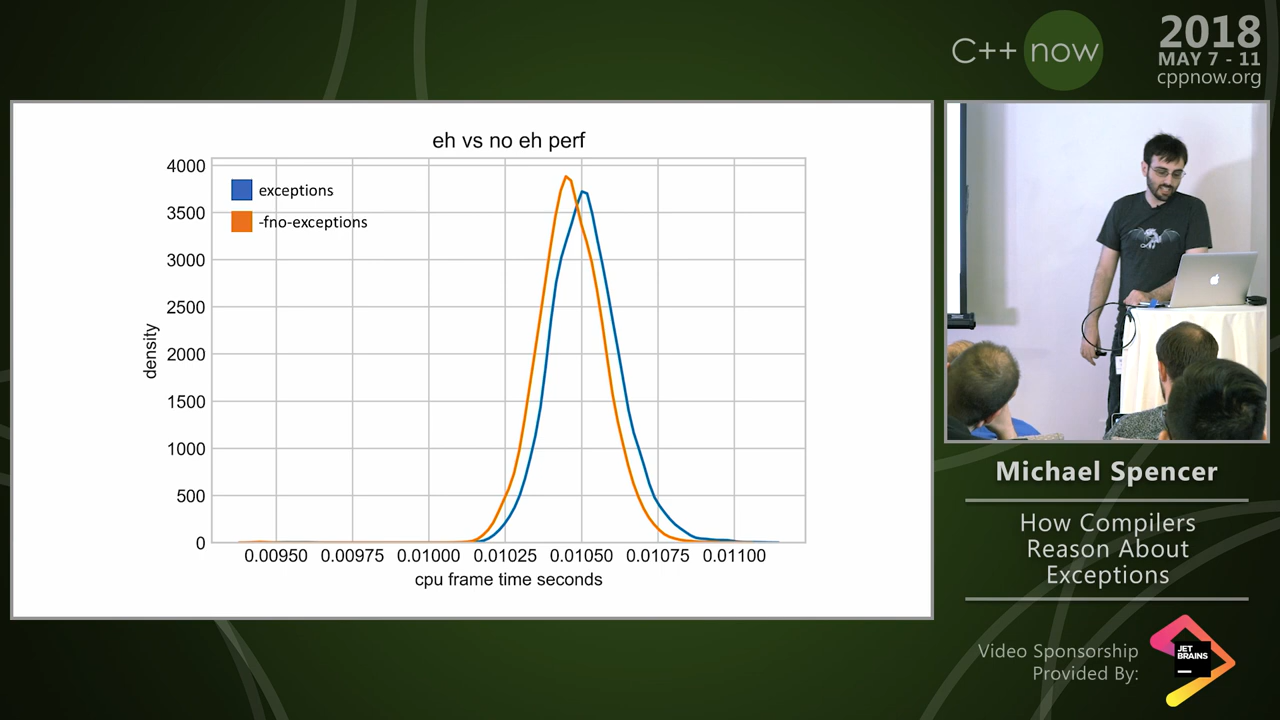 C++ now
2018
MAY 7 - 11
cppnow.org
eh vs no eh perf
4000
3500
3000
2500
2000
1500
1000
500
0
exceptions
-fno-exceptions
density
0.00950 0.00975 0.01000 0.01025 0.01050 0.01075 0.01100
cpu frame time seconds
Michael Spencer
How Compilers
Reason About
Exceptions
Video Sponsorship
Provided By:
JET
BRAINS